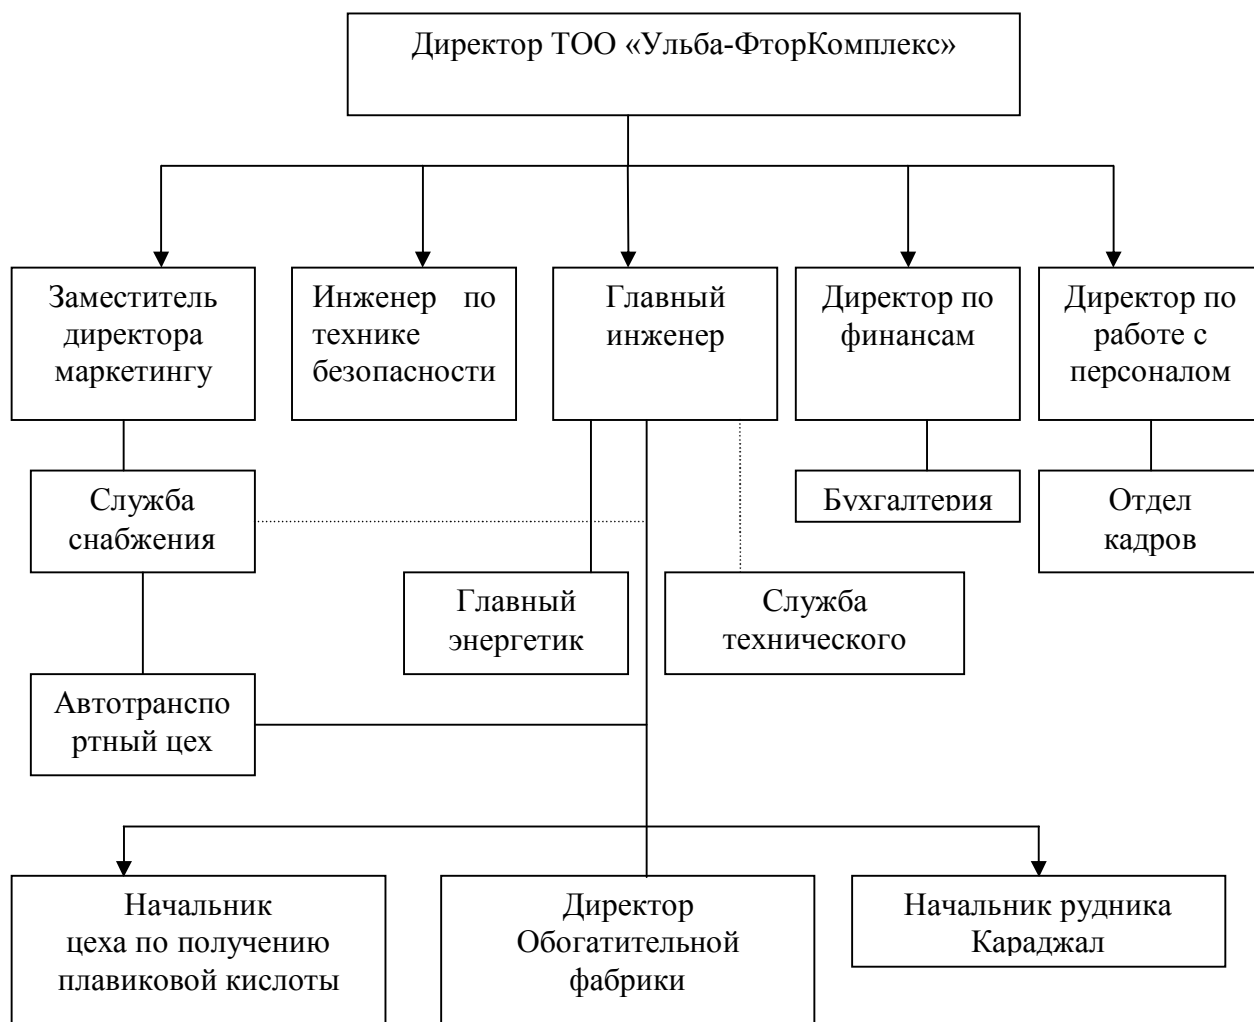 Директор ТОО «Ульба-ФторКомплекс»
Заместитель
директора
маркетингу
Инженер по
технике
безопасности
Главный
инженер
Директор по
финансам
Директор по
работе с
персоналом
Служба
снабжения
Бухгалтерия
Отдел
кадров
Главный
энергетик
Служба
технического
Автотранспо
ртный цех
Начальник
цеха по получению
плавиковой кислоты
Директор
Обогатительной
фабрики
Начальник рудника
Караджал